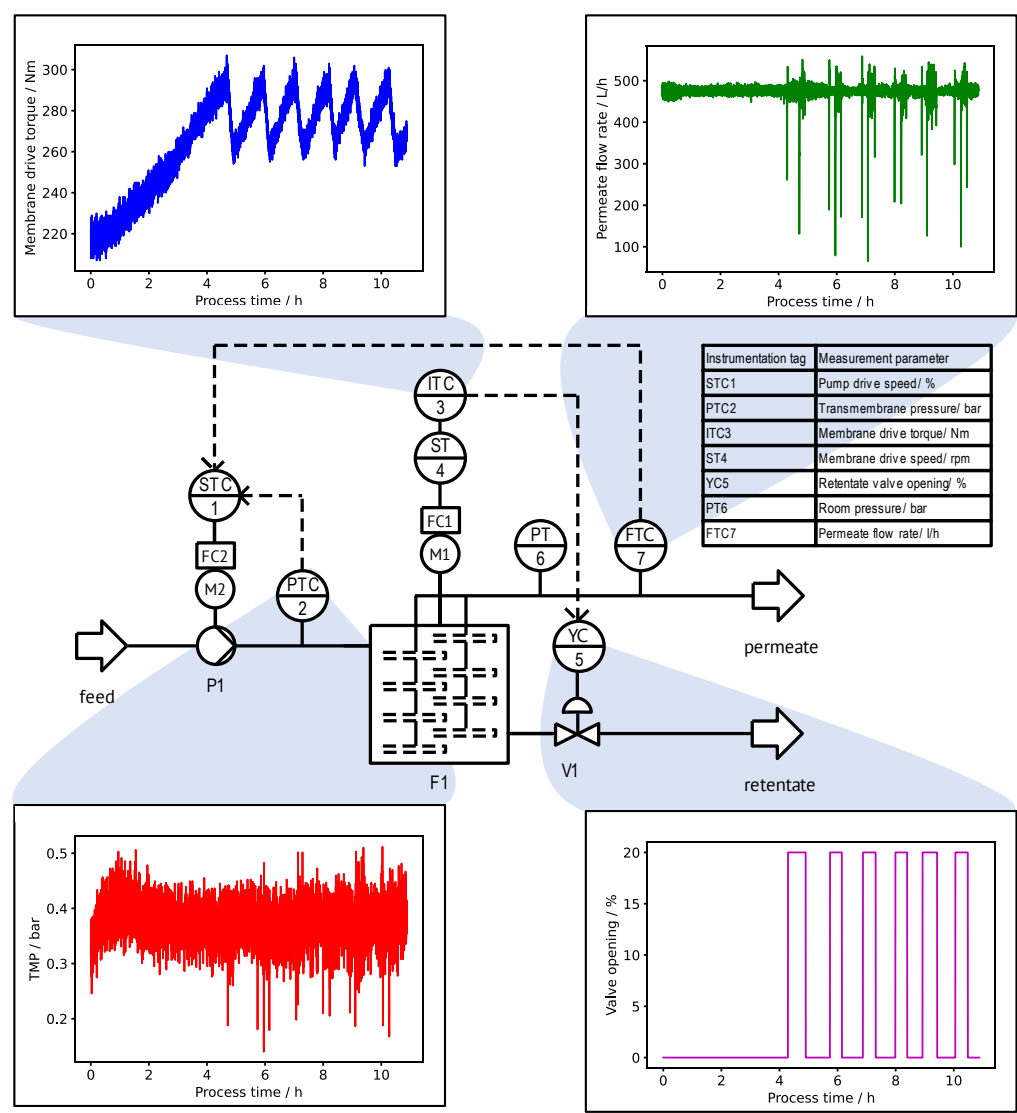 300
280
260
240
220
Membrane drive torque / Nm
0 2 4 6 8 10
Process time / h
500
400
300
200
100
Permeate flow rate / L/h
0 2 4 6 8 10
Process time / h
Instrumentation tag Measurement parameter
STC1 Pump drive speed/ %
PTC2 Transmembrane pressure/ bar
ITC3 Membrane drive torque/ Nm
ST4 Membrane drive speed/ rpm
YC5 Retentate valve opening/ %
PT6 Room pressure/ bar
FTC7 Permeate flow rate/ l/h
ITC
3
ST
4
STC
1
FC1
M1
FC2
M2
PTC
2
PT
6
FTC
7
YC
5
feed
P1
F1
V1
permeate
retentate
0.5
0.4
0.3
0.2
TMP / bar
0 2 4 6 8 10
Process time / h
20
15
10
5
0
Valve opening / %
0 2 4 6 8 10
Process time / h